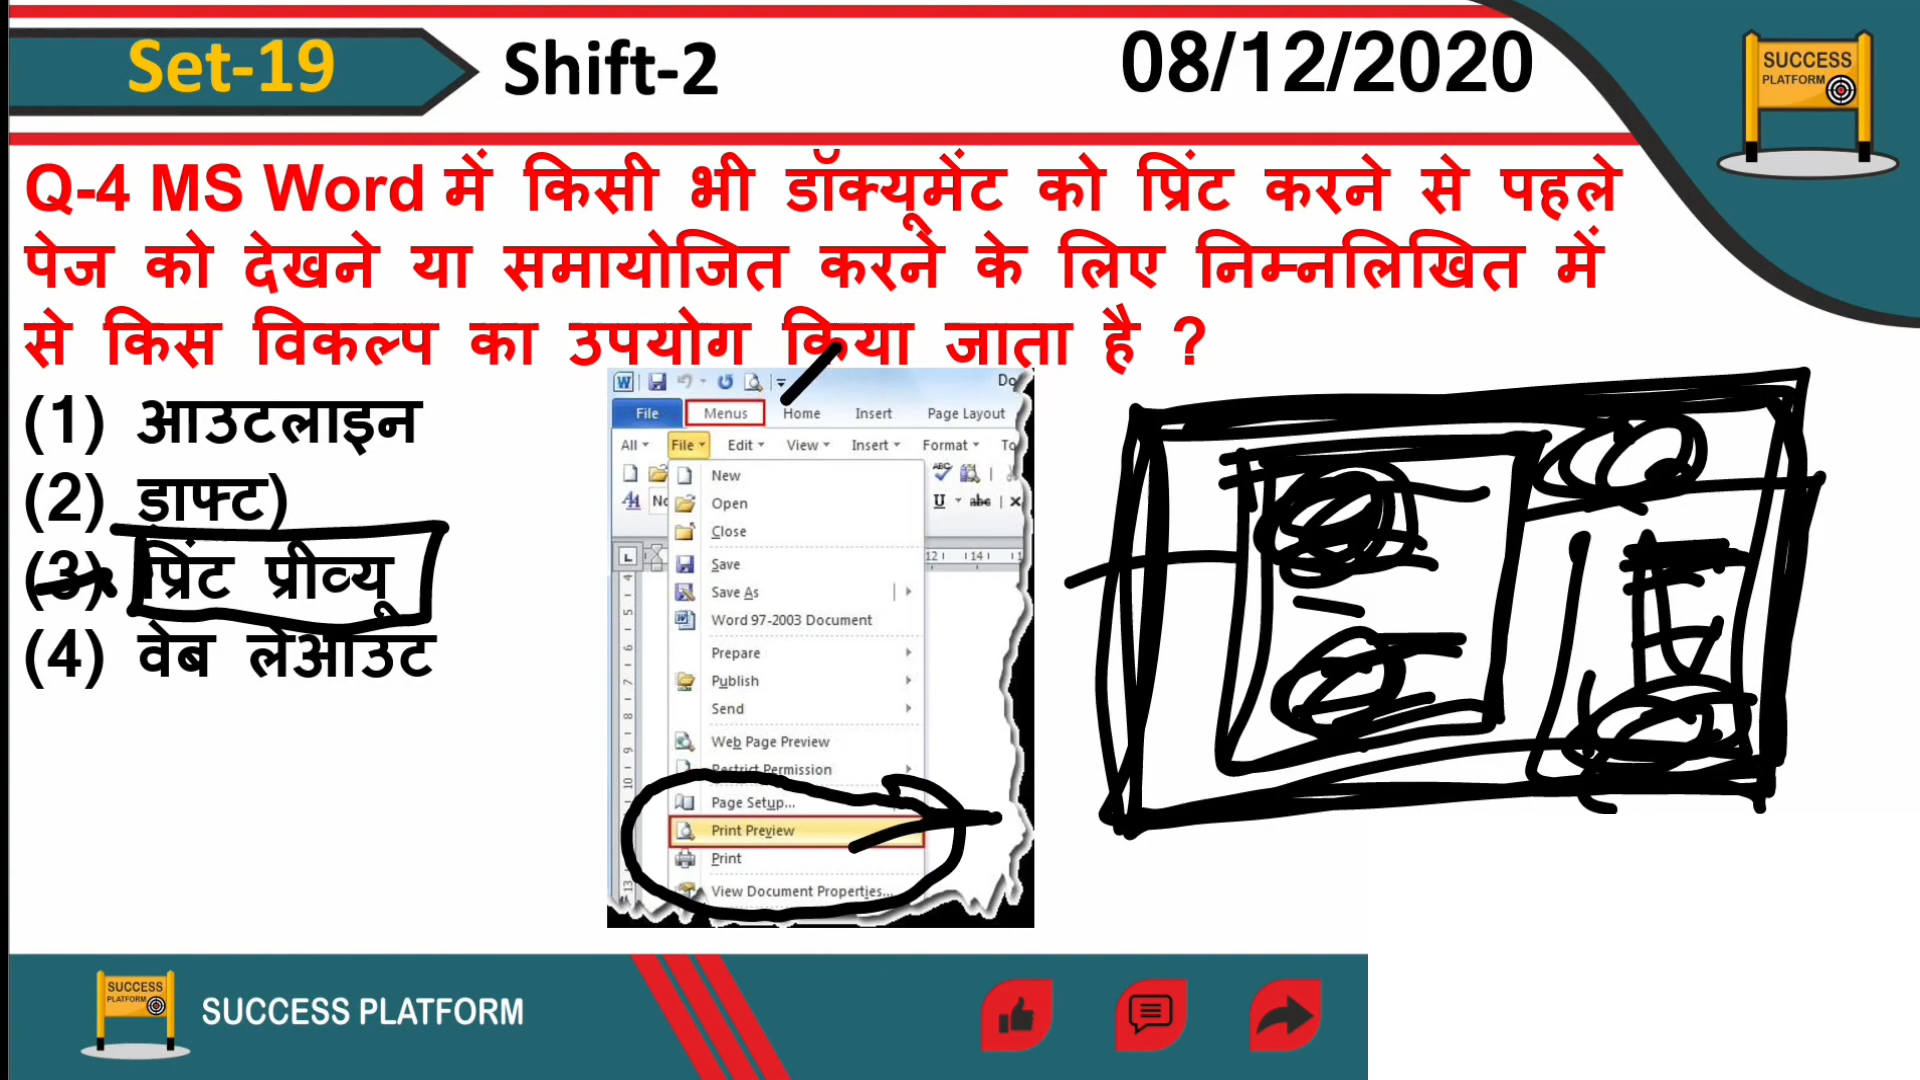 Set-19
Shift-2
08/12/2020
SUCCESS
PLATFORM
Q-4 MS Word में किसी भी डॉक्यूमेंट को प्रिंट करने से पहले
पेज को देखने या समायोजित करने के लिए निम्नलिखित में
से किस विकल्प का उपयोग किया जाता है ?
(1) आउटलाइन
(2) ड्राफ्ट)
(3) प्रिंट प्रीव्यू
(4) वेब लेआउट
File Menus Home Insert Page Layout
All File Edit View Insert Format
New
Open
Close
Save
Save As
Word 97-2003 Document
Prepare
Publish
Send
Web Page Preview
Restrict Permission
Page Setup...
Print Preview
Print
View Document Properties...
SUCCESS
PLATFORM
SUCCESS PLATFORM